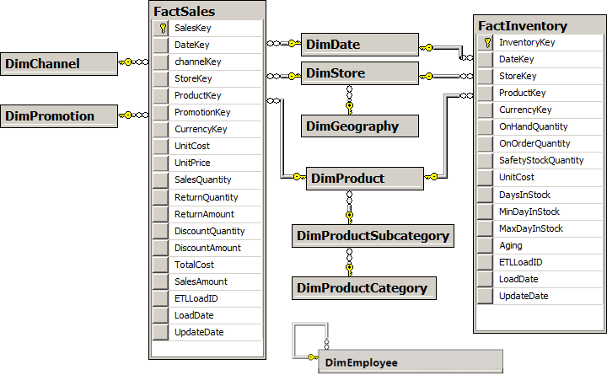 FactSales
SalesKey
DateKey
channelKey
StoreKey
ProductKey
PromotionKey
CurrencyKey
UnitCost
UnitPrice
SalesQuantity
ReturnQuantity
ReturnAmount
DiscountQuantity
DiscountAmount
TotalCost
SalesAmount
ETLLoadID
LoadDate
UpdateDate
DimChannel
DimPromotion
DimDate
DimStore
DimGeography
DimProduct
DimProductSubcategory
DimProductCategory
DimEmployee
FactInventory
InventoryKey
DateKey
StoreKey
ProductKey
CurrencyKey
OnHandQuantity
OnOrderQuantity
SafetyStockQuantity
UnitCost
DaysInStock
MinDayInStock
MaxDayInStock
Aging
ETLLoadID
LoadDate
UpdateDate